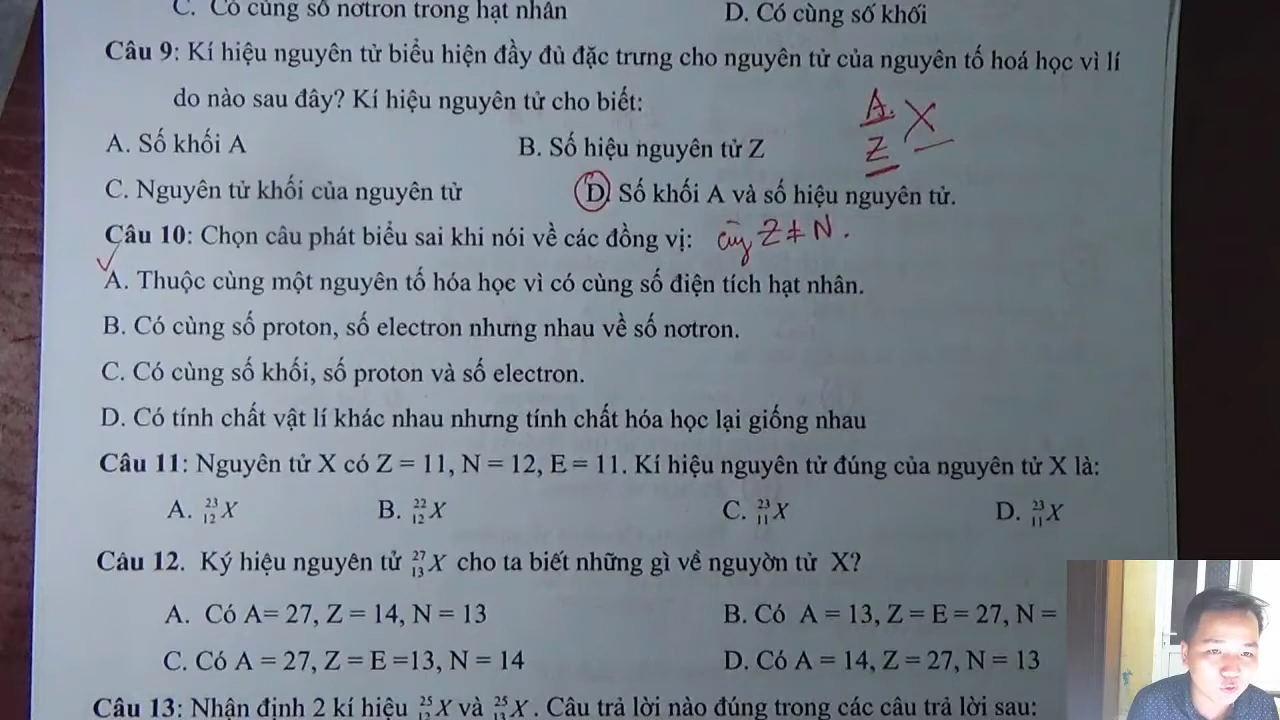 C. Có cùng số nơtron trong hạt nhân D. Có cùng số khối
Câu 9: Kí hiệu nguyên tử biểu hiện đầy đủ đặc trưng cho nguyên tử của nguyên tố hoá học vì lí
do nào sau đây? Kí hiệu nguyên tử cho biết:
A. Z X
A. Số khối A B. Số hiệu nguyên tử Z
C. Nguyên tử khối của nguyên tử D. Số khối A và số hiệu nguyên tử.
Câu 10: Chọn câu phát biểu sai khi nói về các đồng vị: Z ≠ N.
A. Thuộc cùng một nguyên tố hóa học vì có cùng số điện tích hạt nhân.
B. Có cùng số proton, số electron nhưng nhau về số nơtron.
C. Có cùng số khối, số proton và số electron.
D. Có tính chất vật lí khác nhau nhưng tính chất hóa học lại giống nhau
Câu 11: Nguyên tử X có Z = 11, N = 12, E = 11. Kí hiệu nguyên tử đúng của nguyên tử X là:
A. ²³₁₂X B. ²²₁₂X C. ²³₁₁X D. ²³₁₁X
Câu 12. Ký hiệu nguyên tử ²⁷₁₃X cho ta biết những gì về nguyờn tử X?
A. Có A= 27, Z = 14, N = 13 B. Có A = 13, Z = E = 27, N =
C. Có A = 27, Z = E =13, N = 14 D. Có A = 14, Z = 27, N = 13
Câu 13: Nhận định 2 kí hiệu ²⁵₁₂X và ²⁵X. Câu trả lời nào đúng trong các câu trả lời sau: